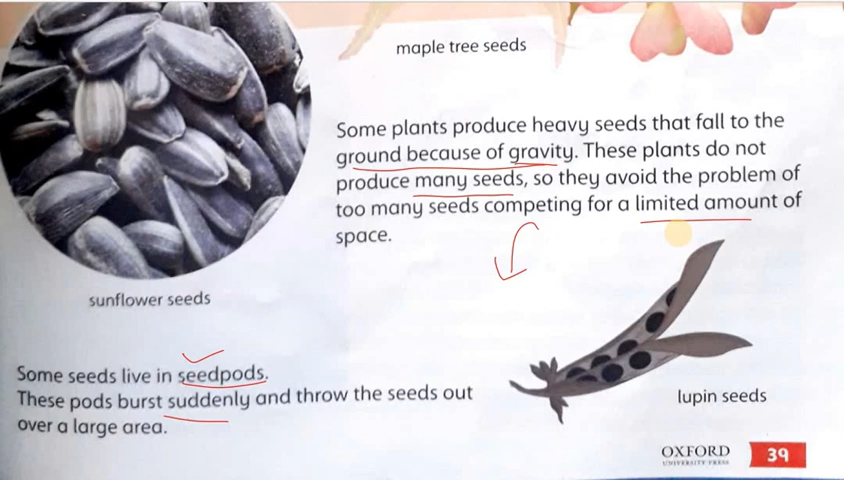 maple tree seeds
Some plants produce heavy seeds that fall to the
ground because of gravity. These plants do not
produce many seeds, so they avoid the problem of
too many seeds competing for a limited amount of
space.
sunflower seeds
Some seeds live in seedpods.
These pods burst suddenly and throw the seeds out
over a large area.
lupin seeds
OXFORD
UNIVERSITY PRESS
39